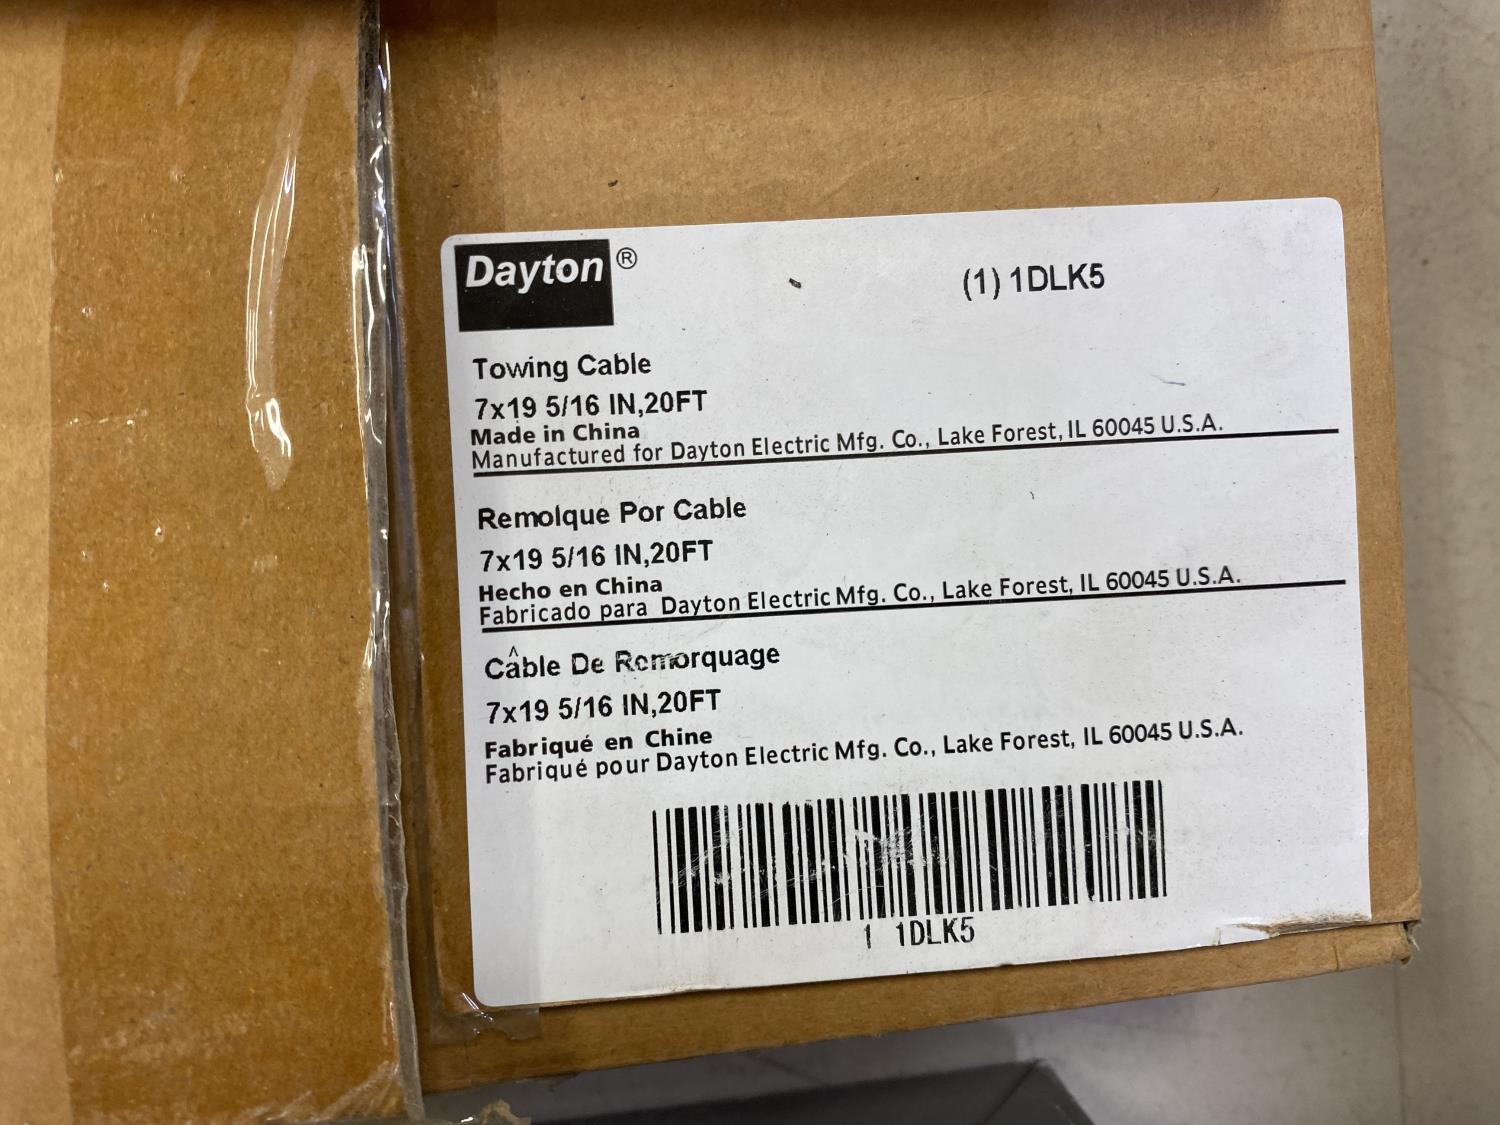 Dayton ®
(1) 1DLK5
Towing Cable
7x19 5/16 IN,20FT
Made in China
Manufactured for Dayton Electric Mfg. Co., Lake Forest, IL 60045 U.S.A.
Remolque Por Cable
7x19 5/16 IN,20FT
Hecho en China
Fabricado para Dayton Electric Mfg. Co., Lake Forest, IL 60045 U.S.A.
Câble De Remorquage
7x19 5/16 IN,20FT
Fabriqué en Chine
Fabriqué pour Dayton Electric Mfg. Co., Lake Forest, IL 60045 U.S.A.
1 1DLK5